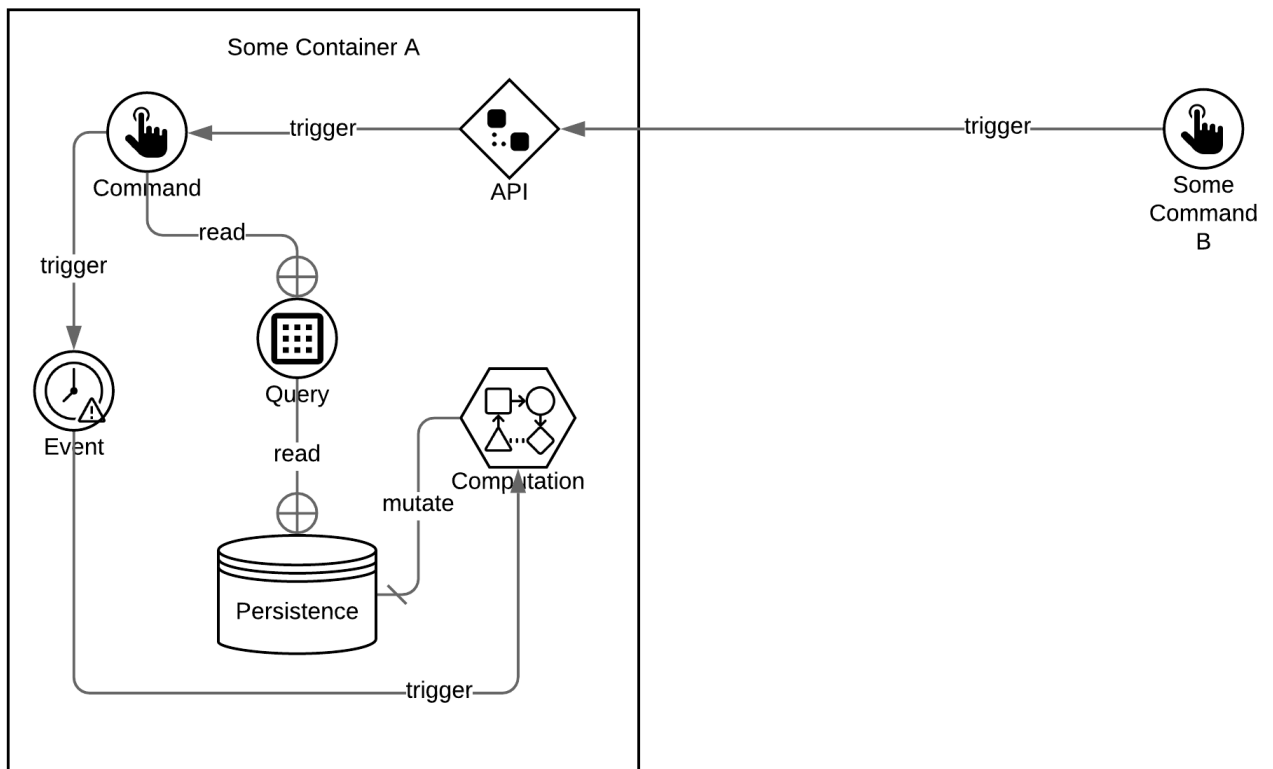 Some Container A
trigger
trigger
Command
API
Some
Command
B
read
trigger
Query
Event
read
Computation
mutate
Persistence
trigger